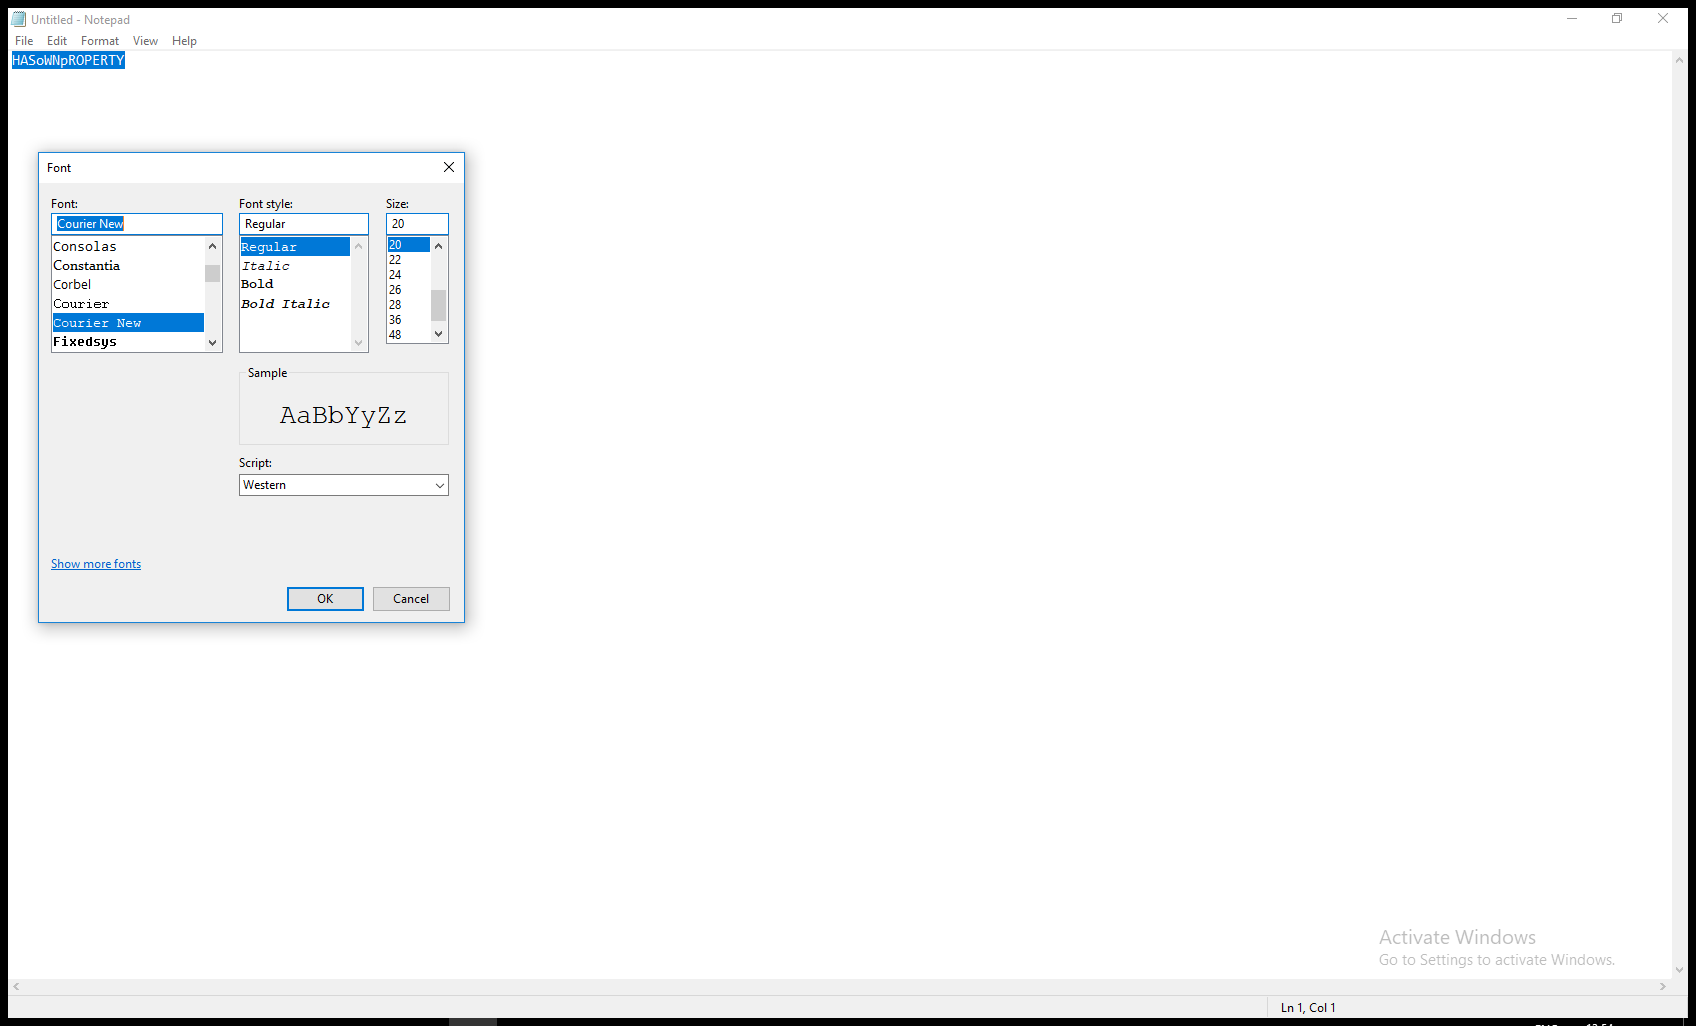 Untitled - Notepad
File Edit Format View Help
HASoWNpROPERTY
Font
Font: Font style: Size:
Courier New Regular 20
Consolas
Constantia
Corbel
Courier
Courier New
Fixedsys
Regular
Italic
Bold
Bold Italic
20
22
24
26
28
36
48
Sample
AaBbYyZz
Script:
Western
Show more fonts
OK Cancel
Activate Windows
Go to Settings to activate Windows.
Ln 1, Col 1